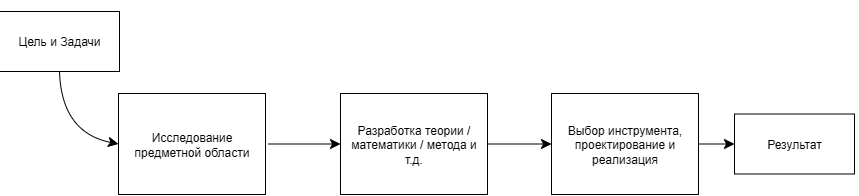 Цель и Задачи
Исследование
предметной области
Разработка теории /
математики / метода и
т.д.
Выбор инструмента,
проектирование и
реализация
Результат